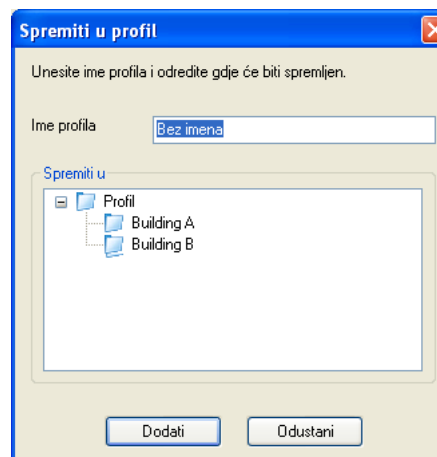 Spremiti u profil
Unesite ime profila i odredite gdje će biti spremljen.
Ime profila
Bez imena
Spremiti u
Profil
Building A
Building B
Dodati
Odustani